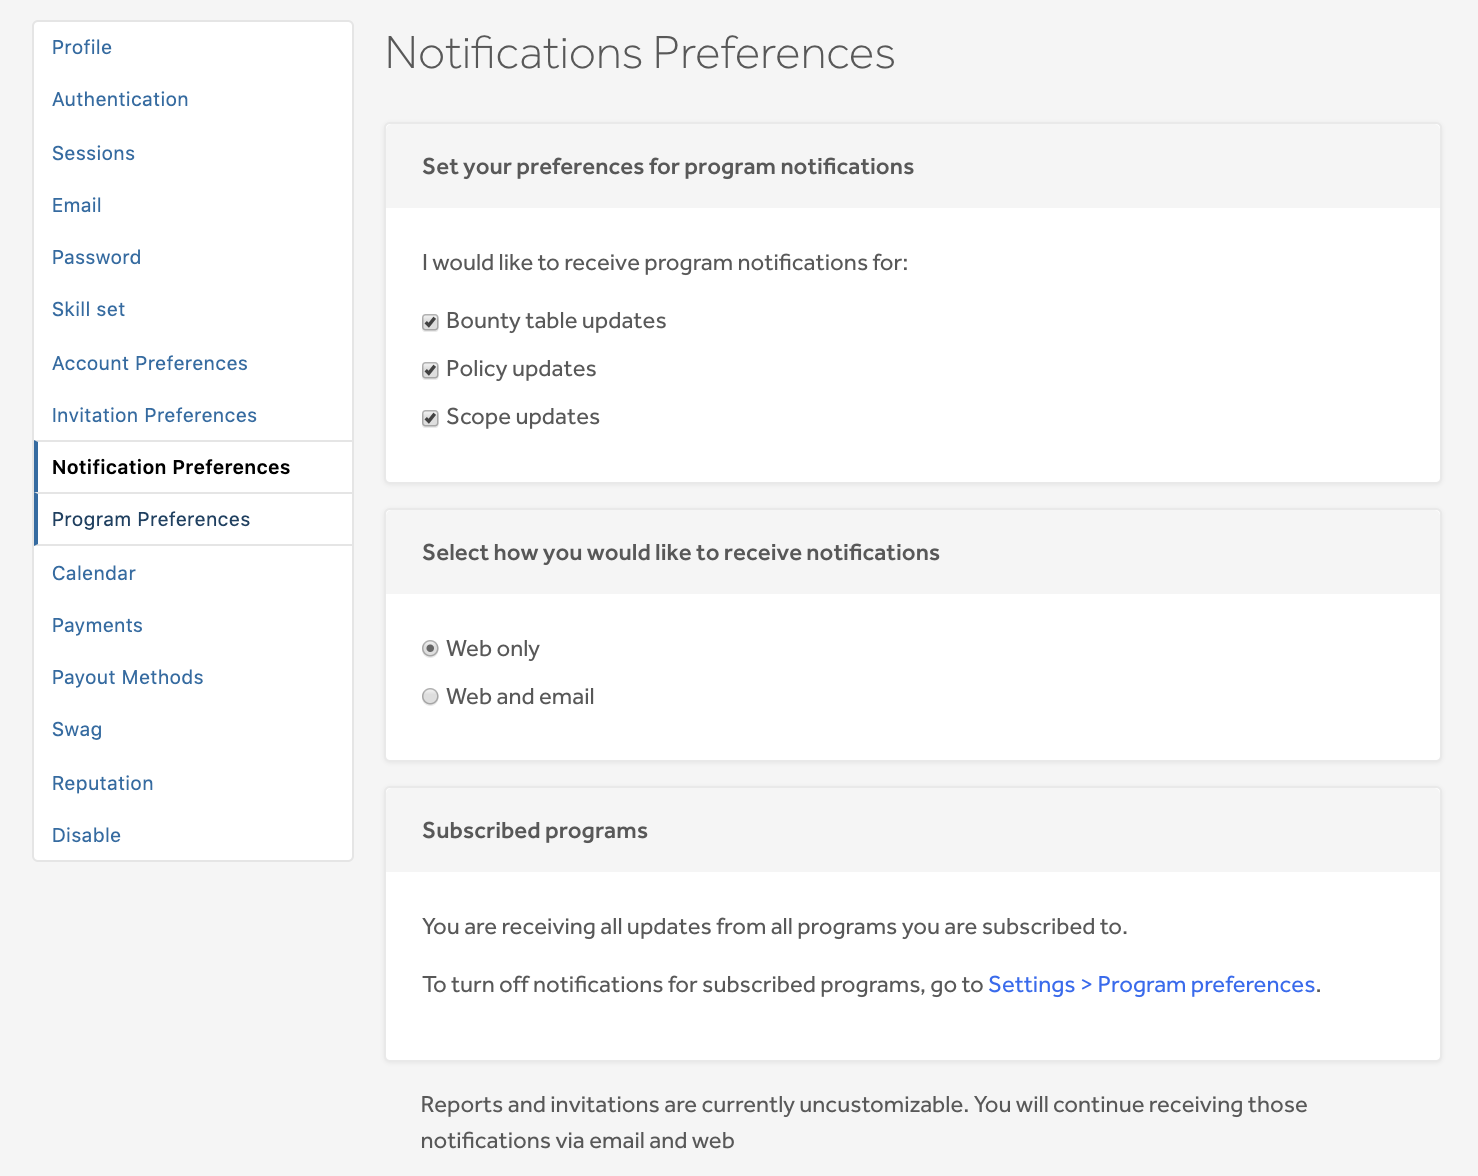 Profile
Authentication
Sessions
Email
Password
Skill set
Account Preferences
Invitation Preferences
Notification Preferences
Program Preferences
Calendar
Payments
Payout Methods
Swag
Reputation
Disable
Notifications Preferences
Set your preferences for program notifications
I would like to receive program notifications for:
Bounty table updates
Policy updates
Scope updates
Select how you would like to receive notifications
Web only
Web and email
Subscribed programs
You are receiving all updates from all programs you are subscribed to.
To turn off notifications for subscribed programs, go to Settings > Program preferences.
Reports and invitations are currently uncustomizable. You will continue receiving those
notifications via email and web